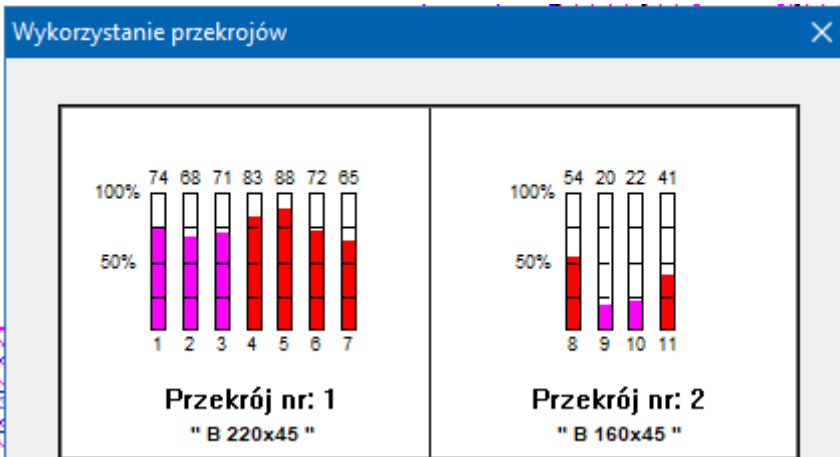 Wykorzystanie przekrojów
74 68 71 83 88 72 65
100%
50%
1 2 3 4 5 6 7
Przekrój nr: 1
" B 220x45 "
54 20 22 41
100%
50%
8 9 10 11
Przekrój nr: 2
" B 160x45 "